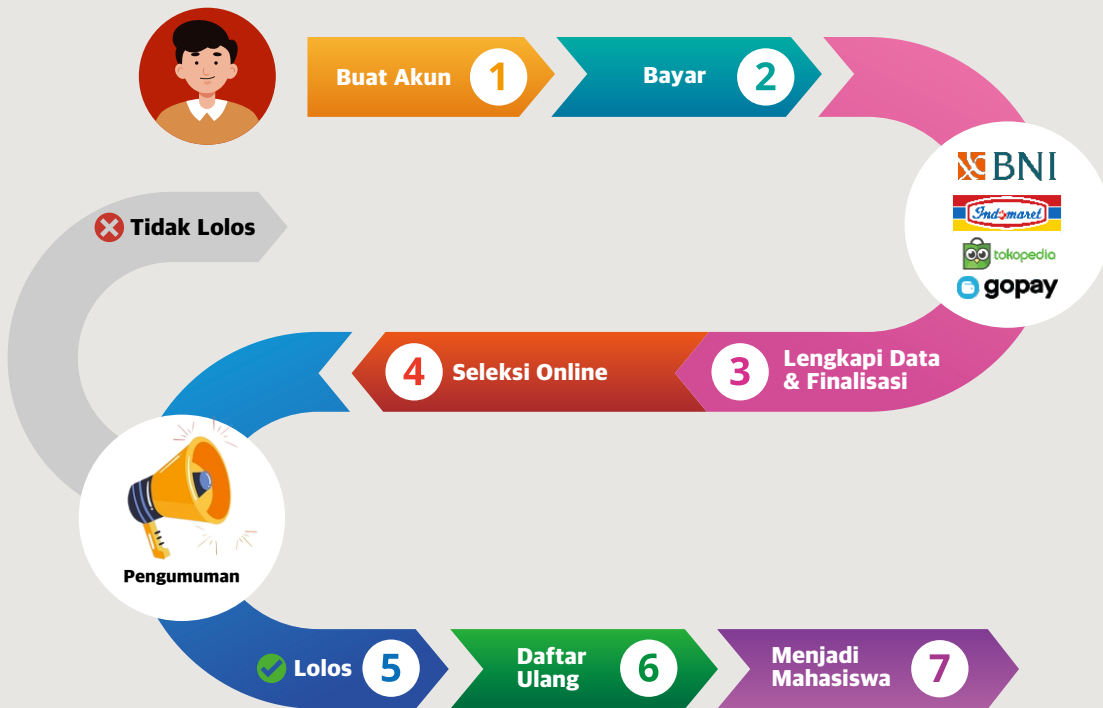 Buat Akun 1
Bayar 2
BNI
Indomaret
tokopedia
gopay
Tidak Lolos
3 Lengkapi Data
& Finalisasi
4 Seleksi Online
Pengumuman
Lolos 5
Daftar
Ulang 6
Menjadi
Mahasiswa 7